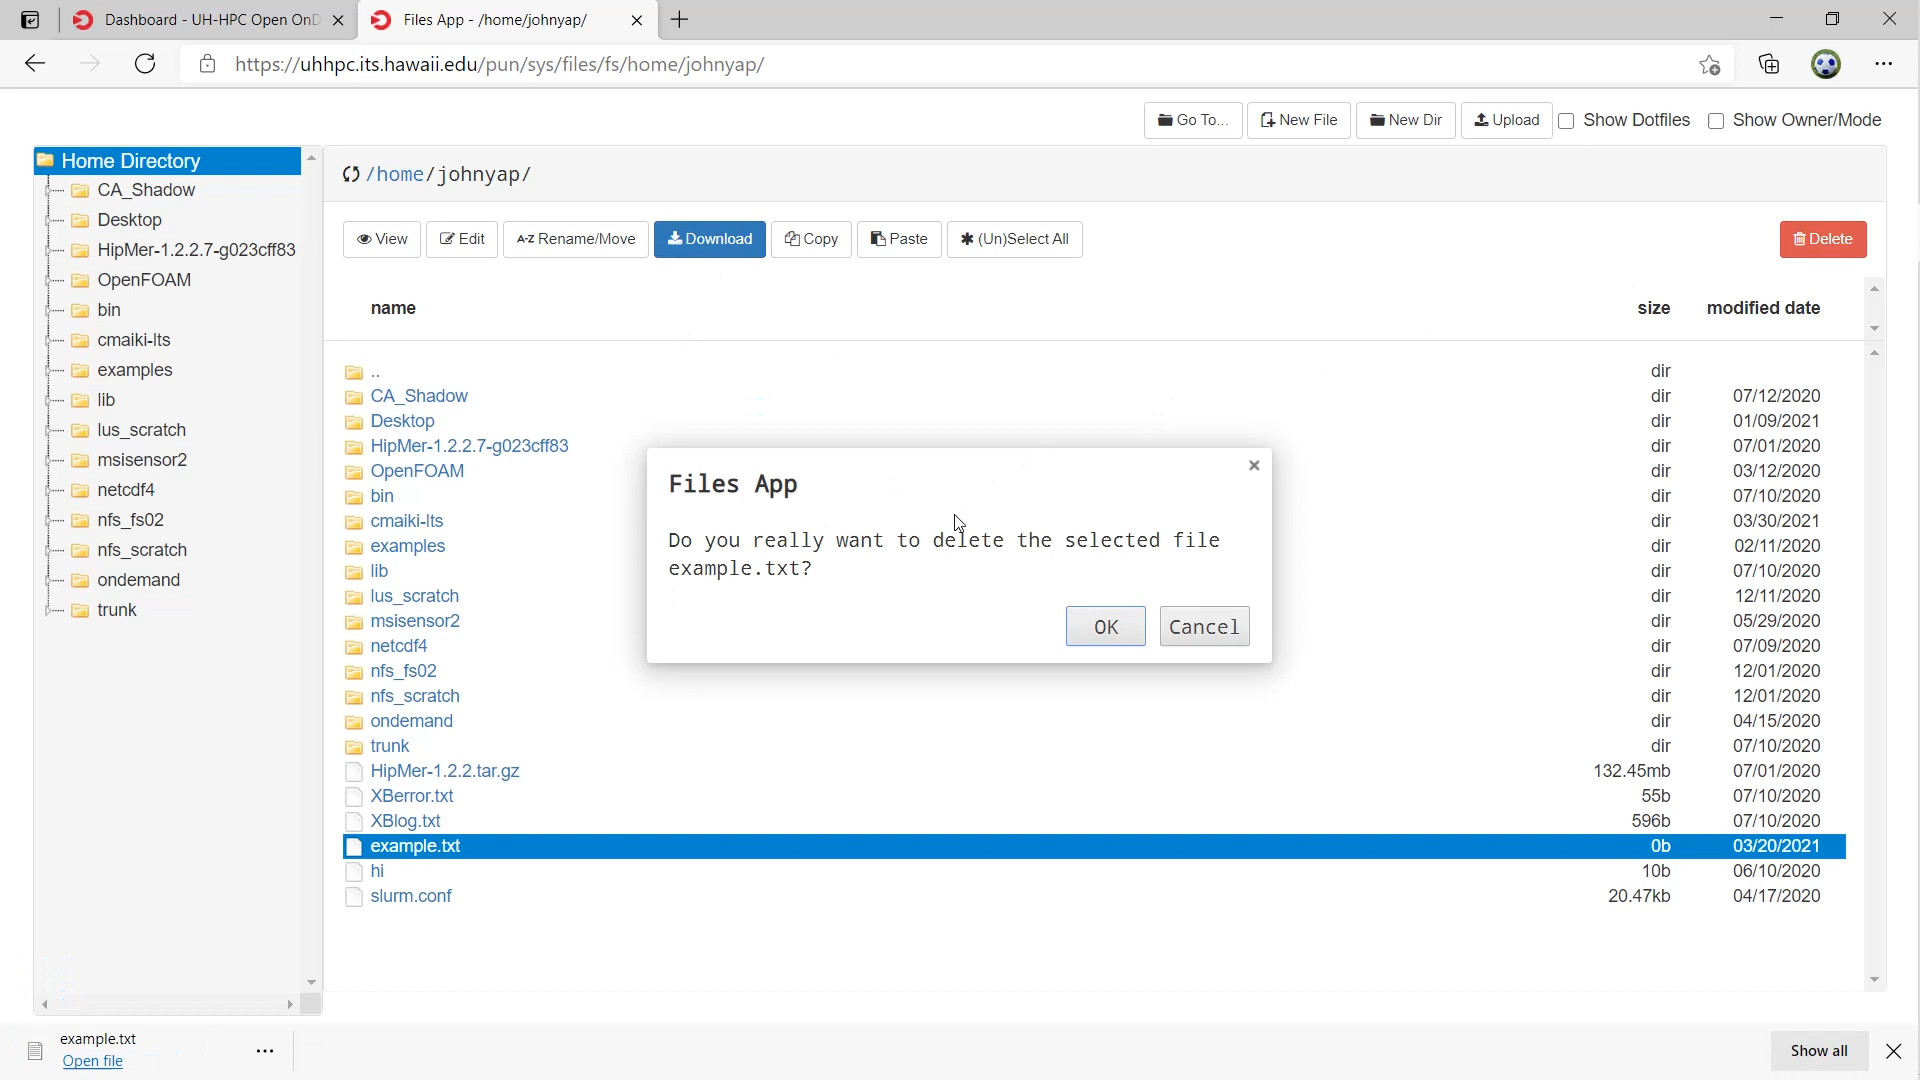 Dashboard - UH-HPC Open OnD
Files App - /home/johnyap/
https://uhhpc.its.hawaii.edu/pun/sys/files/fs/home/johnyap/
Go To... New File New Dir Upload Show Dotfiles Show Owner/Mode
Home Directory
CA_Shadow
Desktop
HipMer-1.2.2.7-g023cff83
OpenFOAM
bin
cmaiki-lts
examples
lib
lus_scratch
msisensor2
netcdf4
nfs_fs02
nfs_scratch
ondemand
trunk
/home/johnyap/
View Edit A-Z Rename/Move Download Copy Paste (Un)Select All Delete
name size modified date
.. dir
CA_Shadow dir 07/12/2020
Desktop dir 01/09/2021
HipMer-1.2.2.7-g023cff83 dir 07/01/2020
OpenFOAM dir 03/12/2020
bin dir 07/10/2020
cmaiki-lts dir 03/30/2021
examples dir 02/11/2020
lib dir 07/10/2020
lus_scratch dir 12/11/2020
msisensor2 dir 05/29/2020
netcdf4 dir 07/09/2020
nfs_fs02 dir 12/01/2020
nfs_scratch dir 12/01/2020
ondemand dir 04/15/2020
trunk dir 07/10/2020
HipMer-1.2.2.tar.gz 132.45mb 07/01/2020
XBerror.txt 55b 07/10/2020
XBlog.txt 596b 07/10/2020
example.txt 0b 03/20/2021
hi 10b 06/10/2020
slurm.conf 20.47kb 04/17/2020
Files App
Do you really want to delete the selected file
example.txt?
OK Cancel
example.txt
Open file
Show all